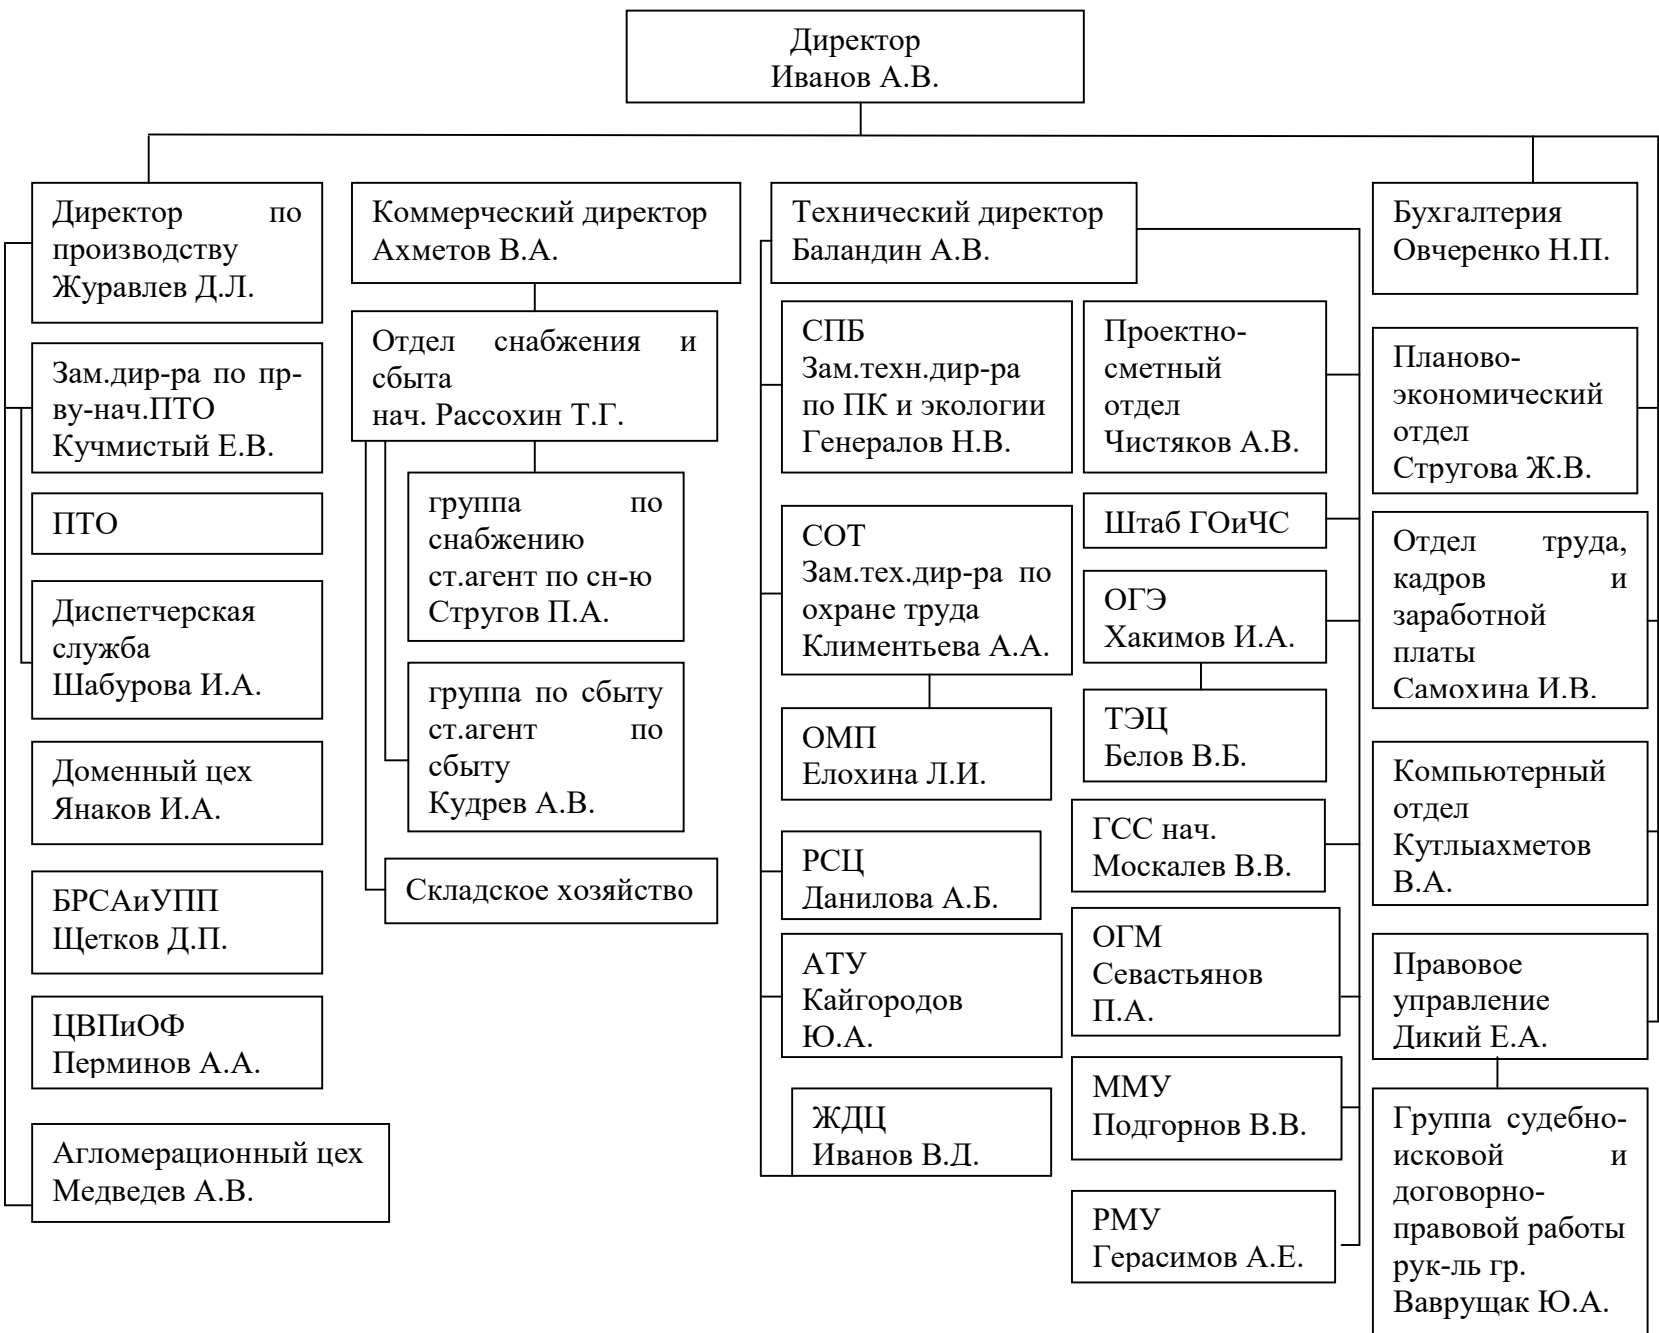 Директор
Иванов А.В.
Директор по
производству
Журавлев Д.Л.
Зам.дир-ра по пр-
ву-нач.ПТО
Кучмистый Е.В.
ПТО
Диспетчерская
служба
Шабурова И.А.
Доменный цех
Янаков И.А.
БРСАиУПП
Щетков Д.П.
ЦВПиОФ
Перминов А.А.
Агломерационный цех
Медведев А.В.
Коммерческий директор
Ахметов В.А.
Отдел снабжения и
сбыта
нач. Рассохин Т.Г.
группа по
снабжению
ст.агент по сн-ю
Стругов П.А.
группа по сбыту
ст.агент по
сбыту
Кудрев А.В.
Складское хозяйство
Технический директор
Баландин А.В.
СПБ
Зам.техн.дир-ра
по ПК и экологии
Генералов Н.В.
СОТ
Зам.тех.дир-ра по
охране труда
Климентьева А.А.
ОМП
Елохина Л.И.
РСЦ
Данилова А.Б.
АТУ
Кайгородов
Ю.А.
ЖДЦ
Иванов В.Д.
Проектно-
сметный
отдел
Чистяков А.В.
Штаб ГОиЧС
ОГЭ
Хакимов И.А.
ТЭЦ
Белов В.Б.
ГСС нач.
Москалев В.В.
ОГМ
Севастьянов
П.А.
ММУ
Подгорнов В.В.
РМУ
Герасимов А.Е.
Бухгалтерия
Овчеренко Н.П.
Планово-
экономический
отдел
Стругова Ж.В.
Отдел труда,
кадров и
заработной
платы
Самохина И.В.
Компьютерный
отдел
Кутлыахметов
В.А.
Правовое
управление
Дикий Е.А.
Группа судебно-
исковой и
договорно-
правовой работы
рук-ль гр.
Ваврущак Ю.А.